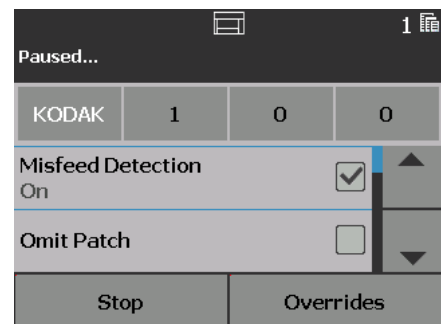 1
Paused...
KODAK 1 0 0
Misfeed Detection
On
Omit Patch
Stop Overrides